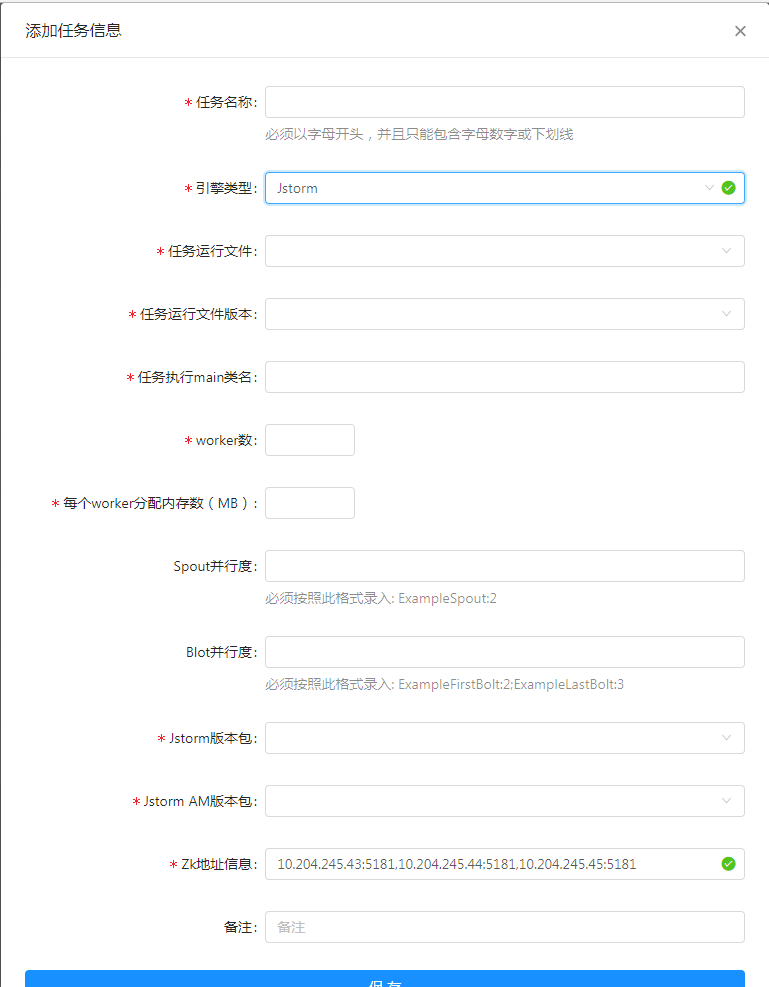 添加任务信息
* 任务名称:
必须以字母开头，并且只能包含字母数字或下划线
* 引擎类型: Jstorm
* 任务运行文件:
* 任务运行文件版本:
* 任务执行main类名:
* worker数:
* 每个worker分配内存数（MB）:
Spout并行度:
必须按照此格式录入: ExampleSpout:2
Blot并行度:
必须按照此格式录入: ExampleFirstBolt:2;ExampleLastBolt:3
* Jstorm版本包:
* Jstorm AM版本包:
* Zk地址信息: 10.204.245.43:5181,10.204.245.44:5181,10.204.245.45:5181
备注: 备注
保存